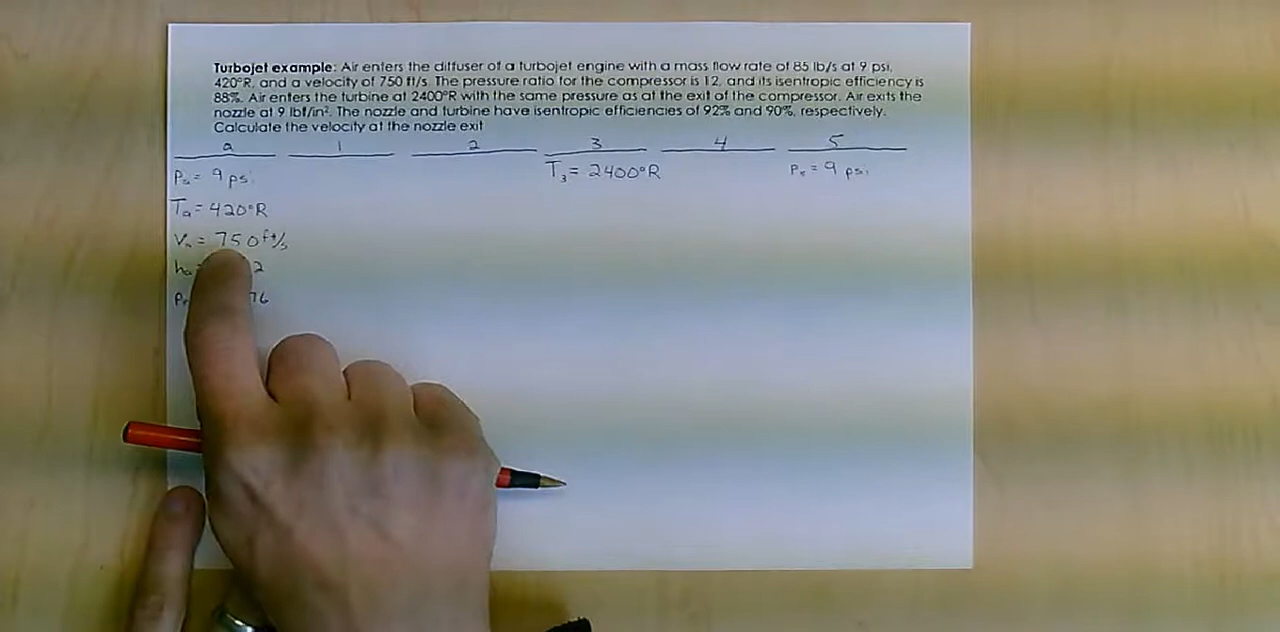 Turbojet example: Air enters the diffuser of a turbojet engine with a mass flow rate of 85 lb/s at 9 psi,
420°R, and a velocity of 750 ft/s. The pressure ratio for the compressor is 12, and its isentropic efficiency is
88%. Air enters the turbine at 2400°R with the same pressure as at the exit of the compressor. Air exits the
nozzle at 9 lbf/in². The nozzle and turbine have isentropic efficiencies of 92% and 90%, respectively.
Calculate the velocity at the nozzle exit
a 1 2 3 4 5
Pa = 9 psi T3 = 2400°R P5 = 9 psi
Ta = 420°R
Va = 750 ft/s